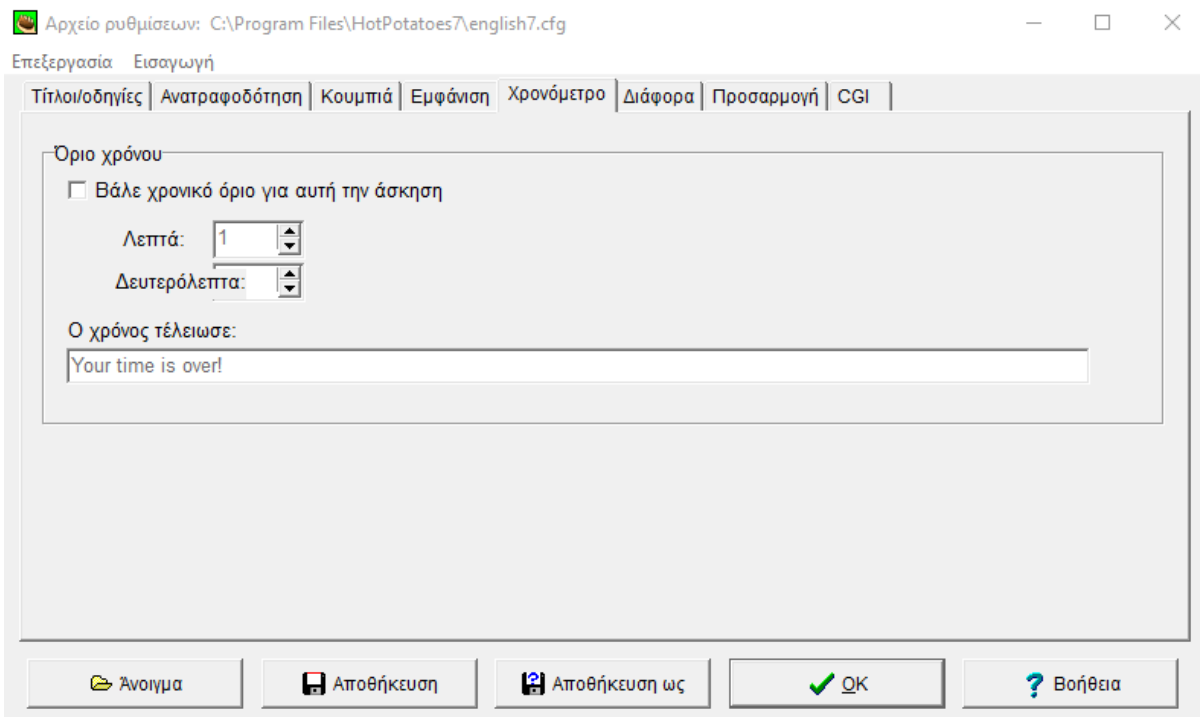 Αρχείο ρυθμίσεων: C:\Program Files\HotPotatoes7\english7.cfg
Επεξεργασία Εισαγωγή
Τίτλοι/οδηγίες Ανατραφοδότηση Κουμπιά Εμφάνιση Χρονόμετρο Διάφορα Προσαρμογή CGI
Όριο χρόνου
Βάλε χρονικό όριο για αυτή την άσκηση
Λεπτά: 1
Δευτερόλεπτα:
Ο χρόνος τέλειωσε:
Your time is over!
Άνοιγμα Αποθήκευση Αποθήκευση ως OK Βοήθεια